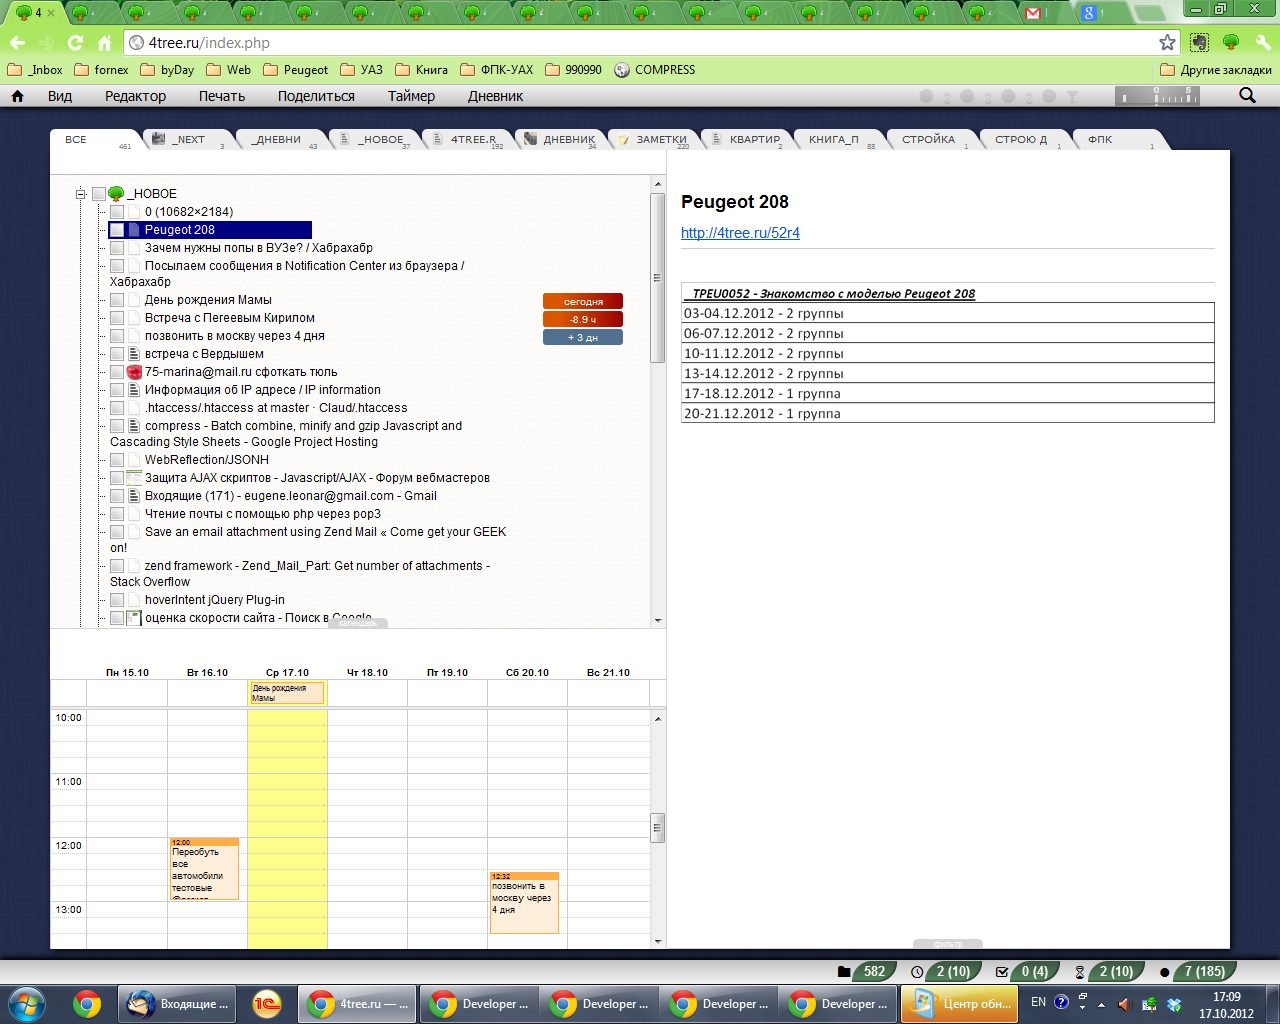 4
4tree.ru/index.php
_Inbox fornex byDay Web Peugeot УАЗ Книга ФПК-УАХ 990990 COMPRESS Другие закладки
Вид Редактор Печать Поделиться Таймер Дневник
0 5
ВСЕ 461 _NEXT 3 _ДНЕВНИ 43 _НОВОЕ 37 4TREE.R 192 ДНЕВНИК 34 ЗАМЕТКИ 220 КВАРТИР 2 КНИГА_П 88 СТРОЙКА 1 СТРОЮ Д 1 ФПК 1
_НОВОЕ
0 (10682×2184)
Peugeot 208
Зачем нужны попы в ВУЗе? / Хабрахабр
Посылаем сообщения в Notification Center из браузера /
Хабрахабр
День рождения Мамы сегодня
Встреча с Пегеевым Кирилом -8.9 ч
позвонить в москву через 4 дня + 3 дн
встреча с Вердышем
75-marina@mail.ru сфоткать тюль
Информация об IP адресе / IP information
.htaccess/.htaccess at master · Claud/.htaccess
compress - Batch combine, minify and gzip Javascript and
Cascading Style Sheets - Google Project Hosting
WebReflection/JSONH
Защита AJAX скриптов - Javascript/AJAX - Форум вебмастеров
Входящие (171) - eugene.leonar@gmail.com - Gmail
Чтение почты с помощью php через pop3
Save an email attachment using Zend Mail « Come get your GEEK
on!
zend framework - Zend_Mail_Part: Get number of attachments -
Stack Overflow
hoverIntent jQuery Plug-in
оценка скорости сайта - Поиск в Google
календарь
Peugeot 208
http://4tree.ru/52r4
TPEU0052 - Знакомство с моделью Peugeot 208
03-04.12.2012 - 2 группы
06-07.12.2012 - 2 группы
10-11.12.2012 - 2 группы
13-14.12.2012 - 2 группы
17-18.12.2012 - 1 группа
20-21.12.2012 - 1 группа
Пн 15.10 Вт 16.10 Ср 17.10 Чт 18.10 Пт 19.10 Сб 20.10 Вс 21.10
День рождения
Мамы
10:00
11:00
12:00
13:00
12:00
Переобуть
все
автомобили
тестовые
12:32
позвонить в
москву через
4 дня
фильтр
582 2 (10) 0 (4) 2 (10) 7 (185)
Входящие ... 1С 4tree.ru — ... Developer ... Developer ... Developer ... Developer ... Центр обн... EN 17:09
17.10.2012